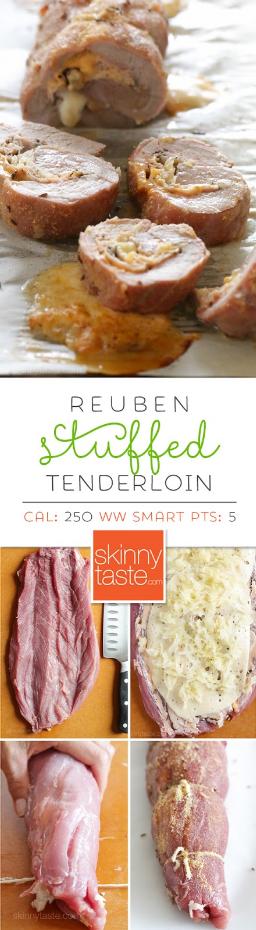 REUBEN
stuffed
TENDERLOIN
CAL: 250 WW SMART PTS: 5
skinny
taste.com
skinnytaste.com